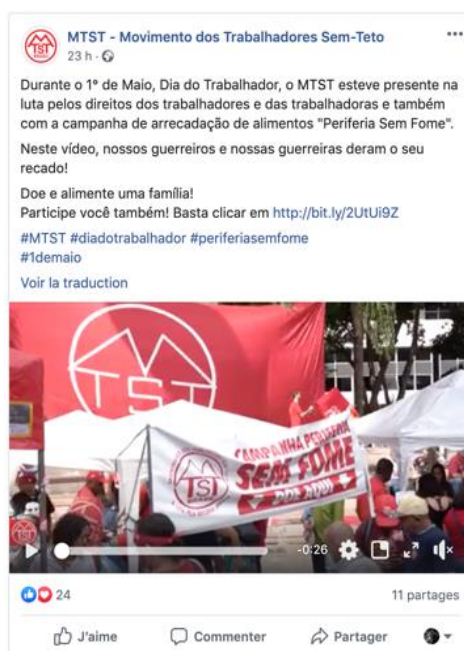 MTST - Movimento dos Trabalhadores Sem-Teto
23 h ·
Durante o 1º de Maio, Dia do Trabalhador, o MTST esteve presente na
luta pelos direitos dos trabalhadores e das trabalhadoras e também
com a campanha de arrecadação de alimentos "Periferia Sem Fome".
Neste vídeo, nossos guerreiros e nossas guerreiras deram o seu
recado!
Doe e alimente uma família!
Participe você também! Basta clicar em http://bit.ly/2UtUi9Z
#MTST #diadotrabalhador #periferiasemfome
#1demaio
Voir la traduction
TST
CAMPANHA PERIFERIA
SEM FOME
DOE AQUI
TST
-0:26
24
11 partages
J'aime
Commenter
Partager